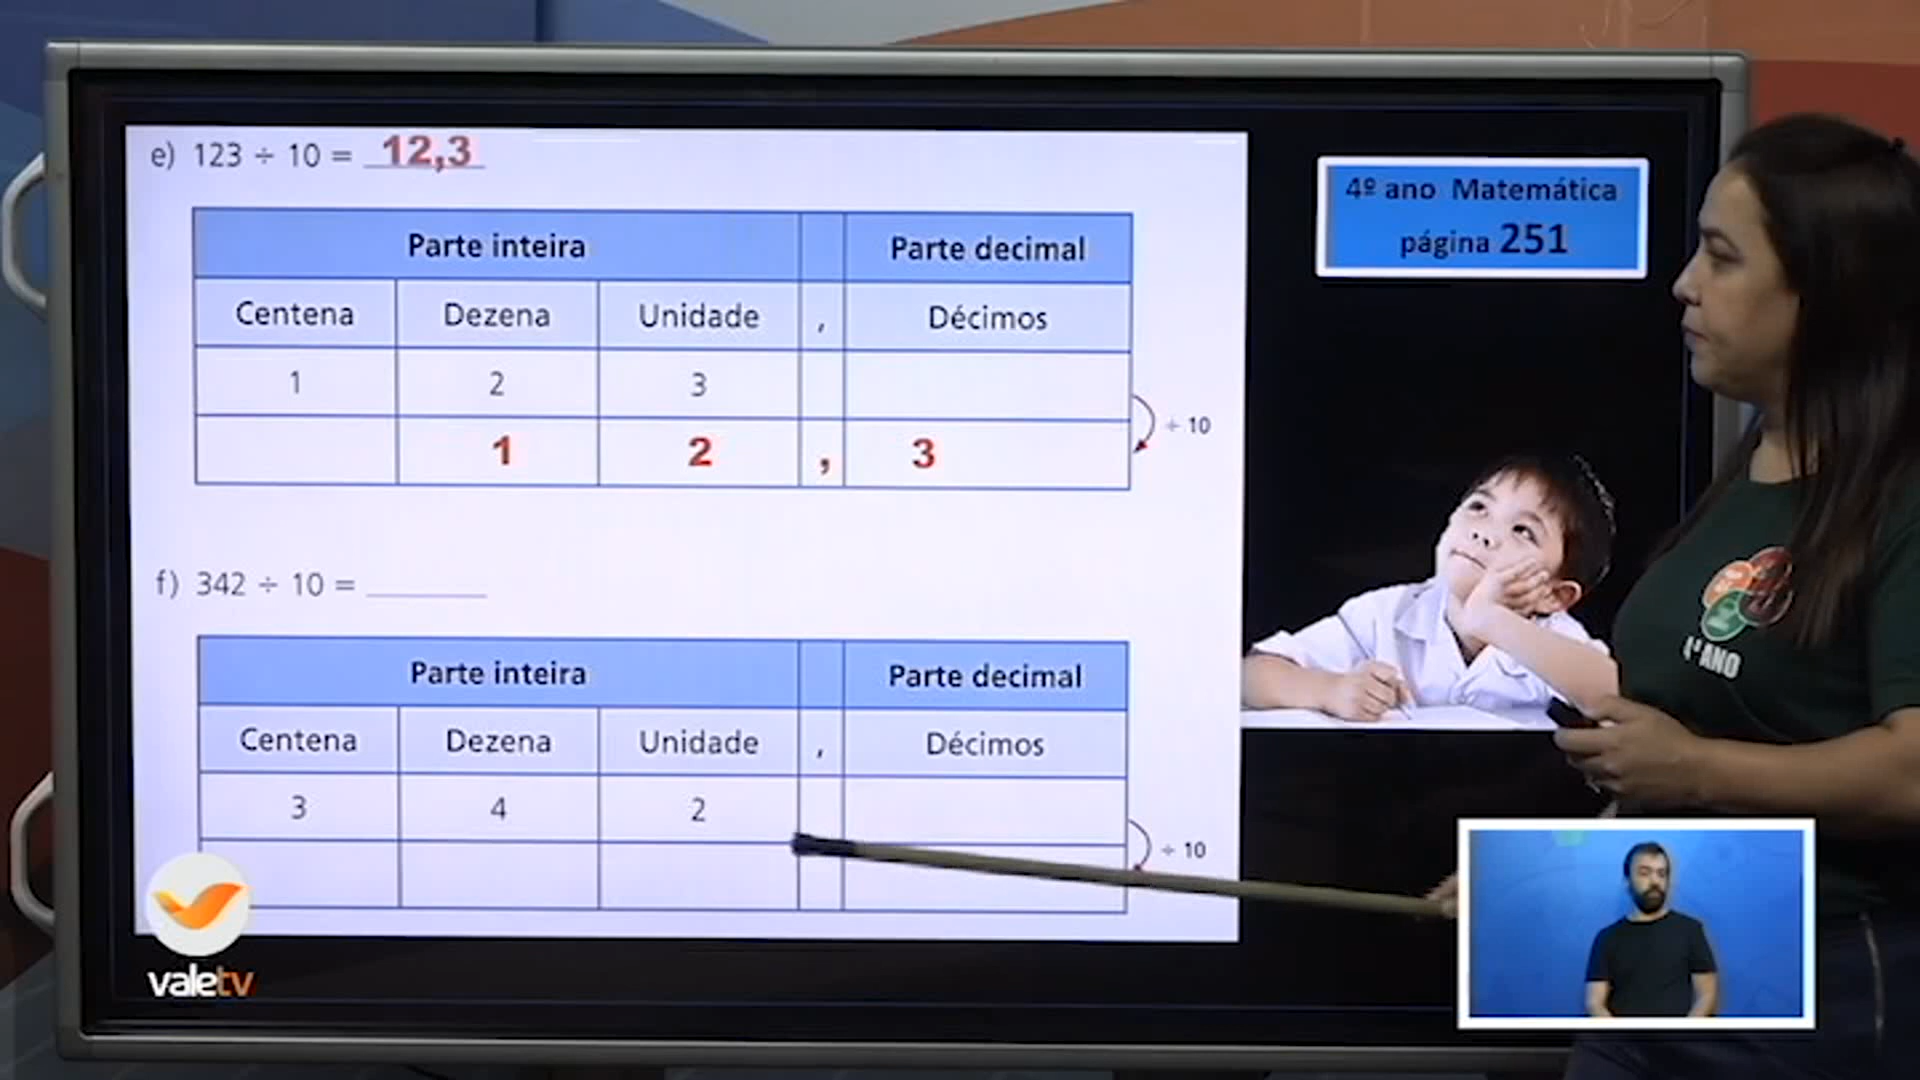 e) 123 ÷ 10 = 12,3
Parte inteira Parte decimal
Centena Dezena Unidade , Décimos
1 2 3
1 2 , 3
÷ 10
f) 342 ÷ 10 = ______
Parte inteira Parte decimal
Centena Dezena Unidade , Décimos
3 4 2
÷ 10
4º ano Matemática
página 251
4º ANO
valetv